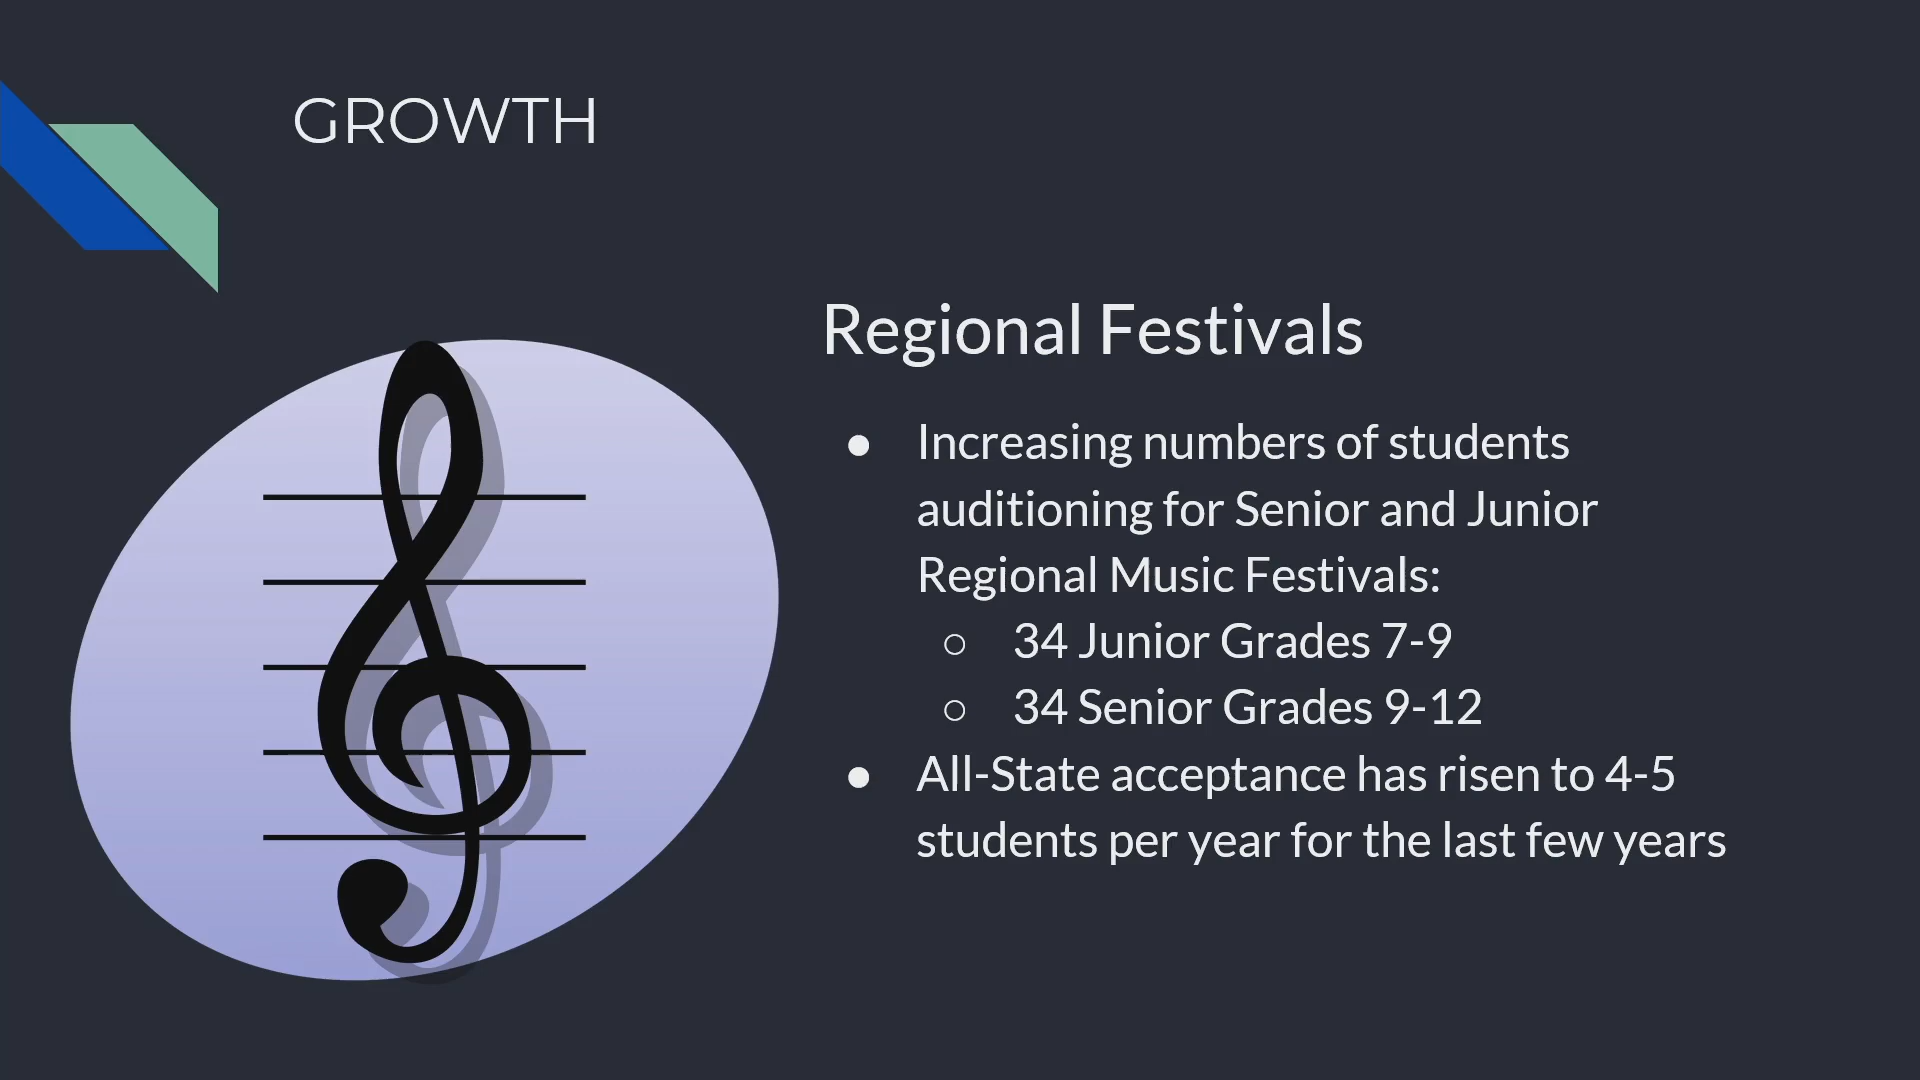 GROWTH
Regional Festivals
● Increasing numbers of students
auditioning for Senior and Junior
Regional Music Festivals:
○ 34 Junior Grades 7-9
○ 34 Senior Grades 9-12
● All-State acceptance has risen to 4-5
students per year for the last few years